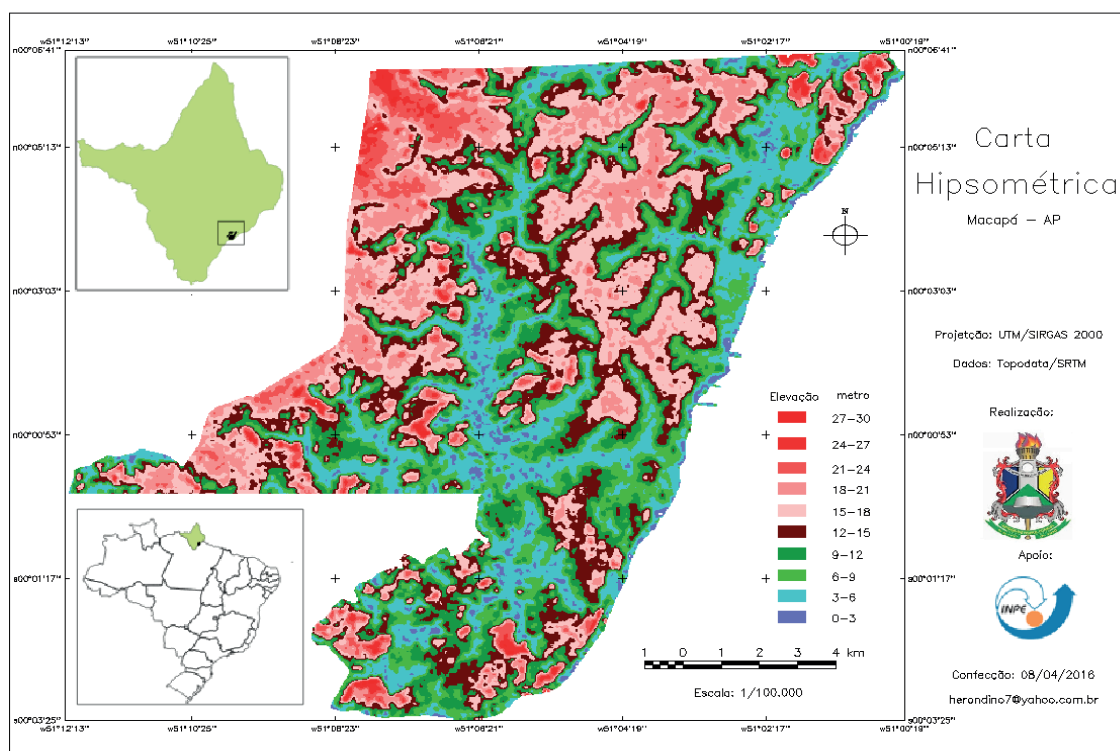 w51°12'13" w51°10'25" w51°08'23" w51°06'21" w51°04'19" w51°02'17" w51°00'19"
n00°06'41" n00°06'41"
n00°05'13" n00°05'13"
n00°03'03" n00°03'03"
n00°00'53" n00°00'53"
s00°01'17" s00°01'17"
s00°03'25" s00°03'25"
w51°12'13" w51°10'25" w51°08'23" w51°06'21" w51°04'19" w51°02'17" w51°00'19"
N
Elevação metro
27-30
24-27
21-24
18-21
15-18
12-15
9-12
6-9
3-6
0-3
1 0 1 2 3 4 km
Escala: 1/100.000
Carta
Hipsométrica
Macapá - AP
Projetção: UTM/SIRGAS 2000
Dados: Topodata/SRTM
Realização:
Apoio:
INPE
Confecção: 08/04/2016
herondino7@yahoo.com.br